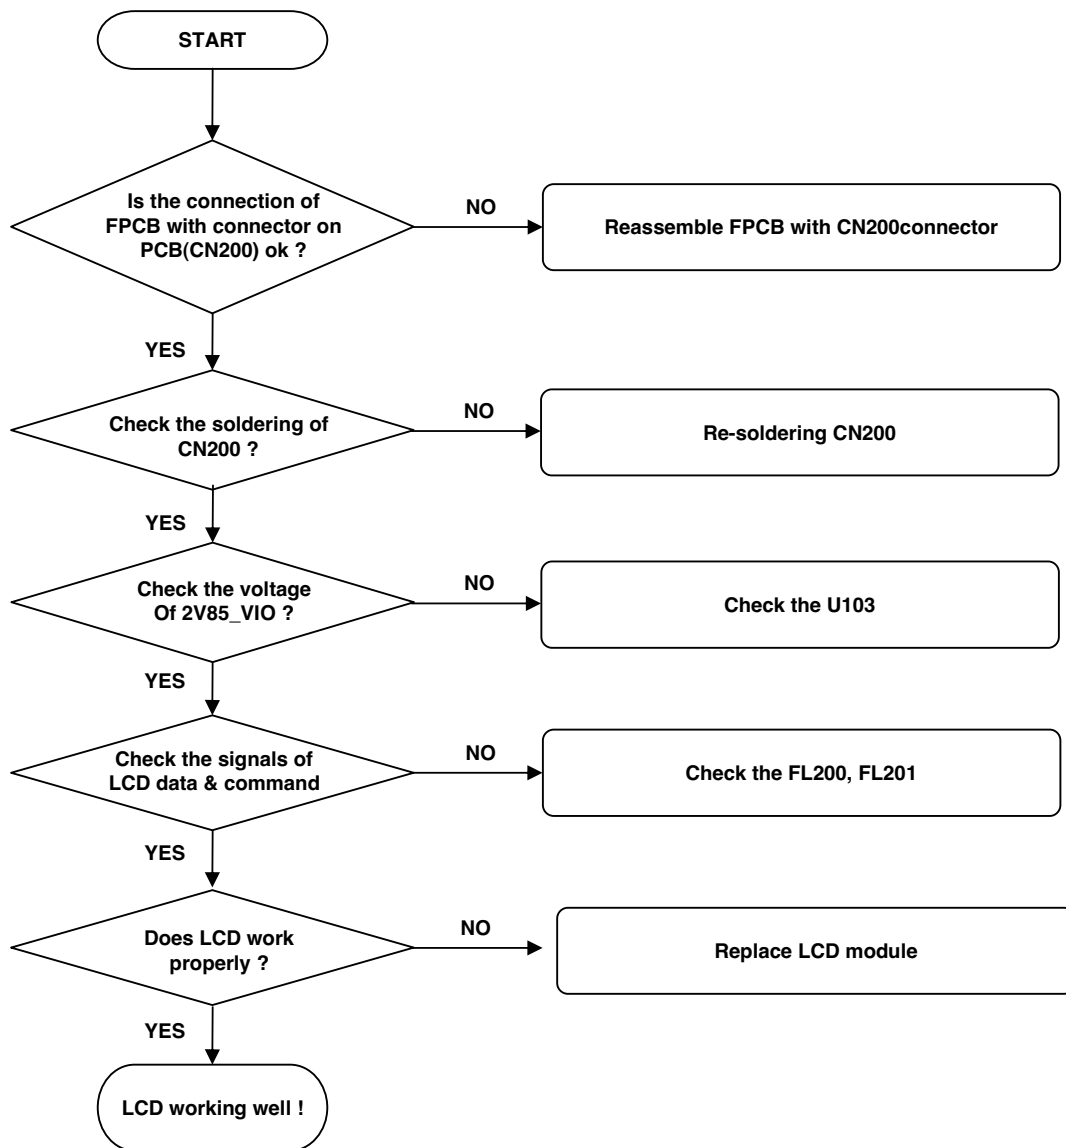 START
Is the connection of
FPCB with connector on
PCB(CN200) ok ?
NO
Reassemble FPCB with CN200connector
YES
Check the soldering of
CN200 ?
NO
Re-soldering CN200
YES
Check the voltage
Of 2V85_VIO ?
NO
Check the U103
YES
Check the signals of
LCD data & command
NO
Check the FL200, FL201
YES
Does LCD work
properly ?
NO
Replace LCD module
YES
LCD working well !